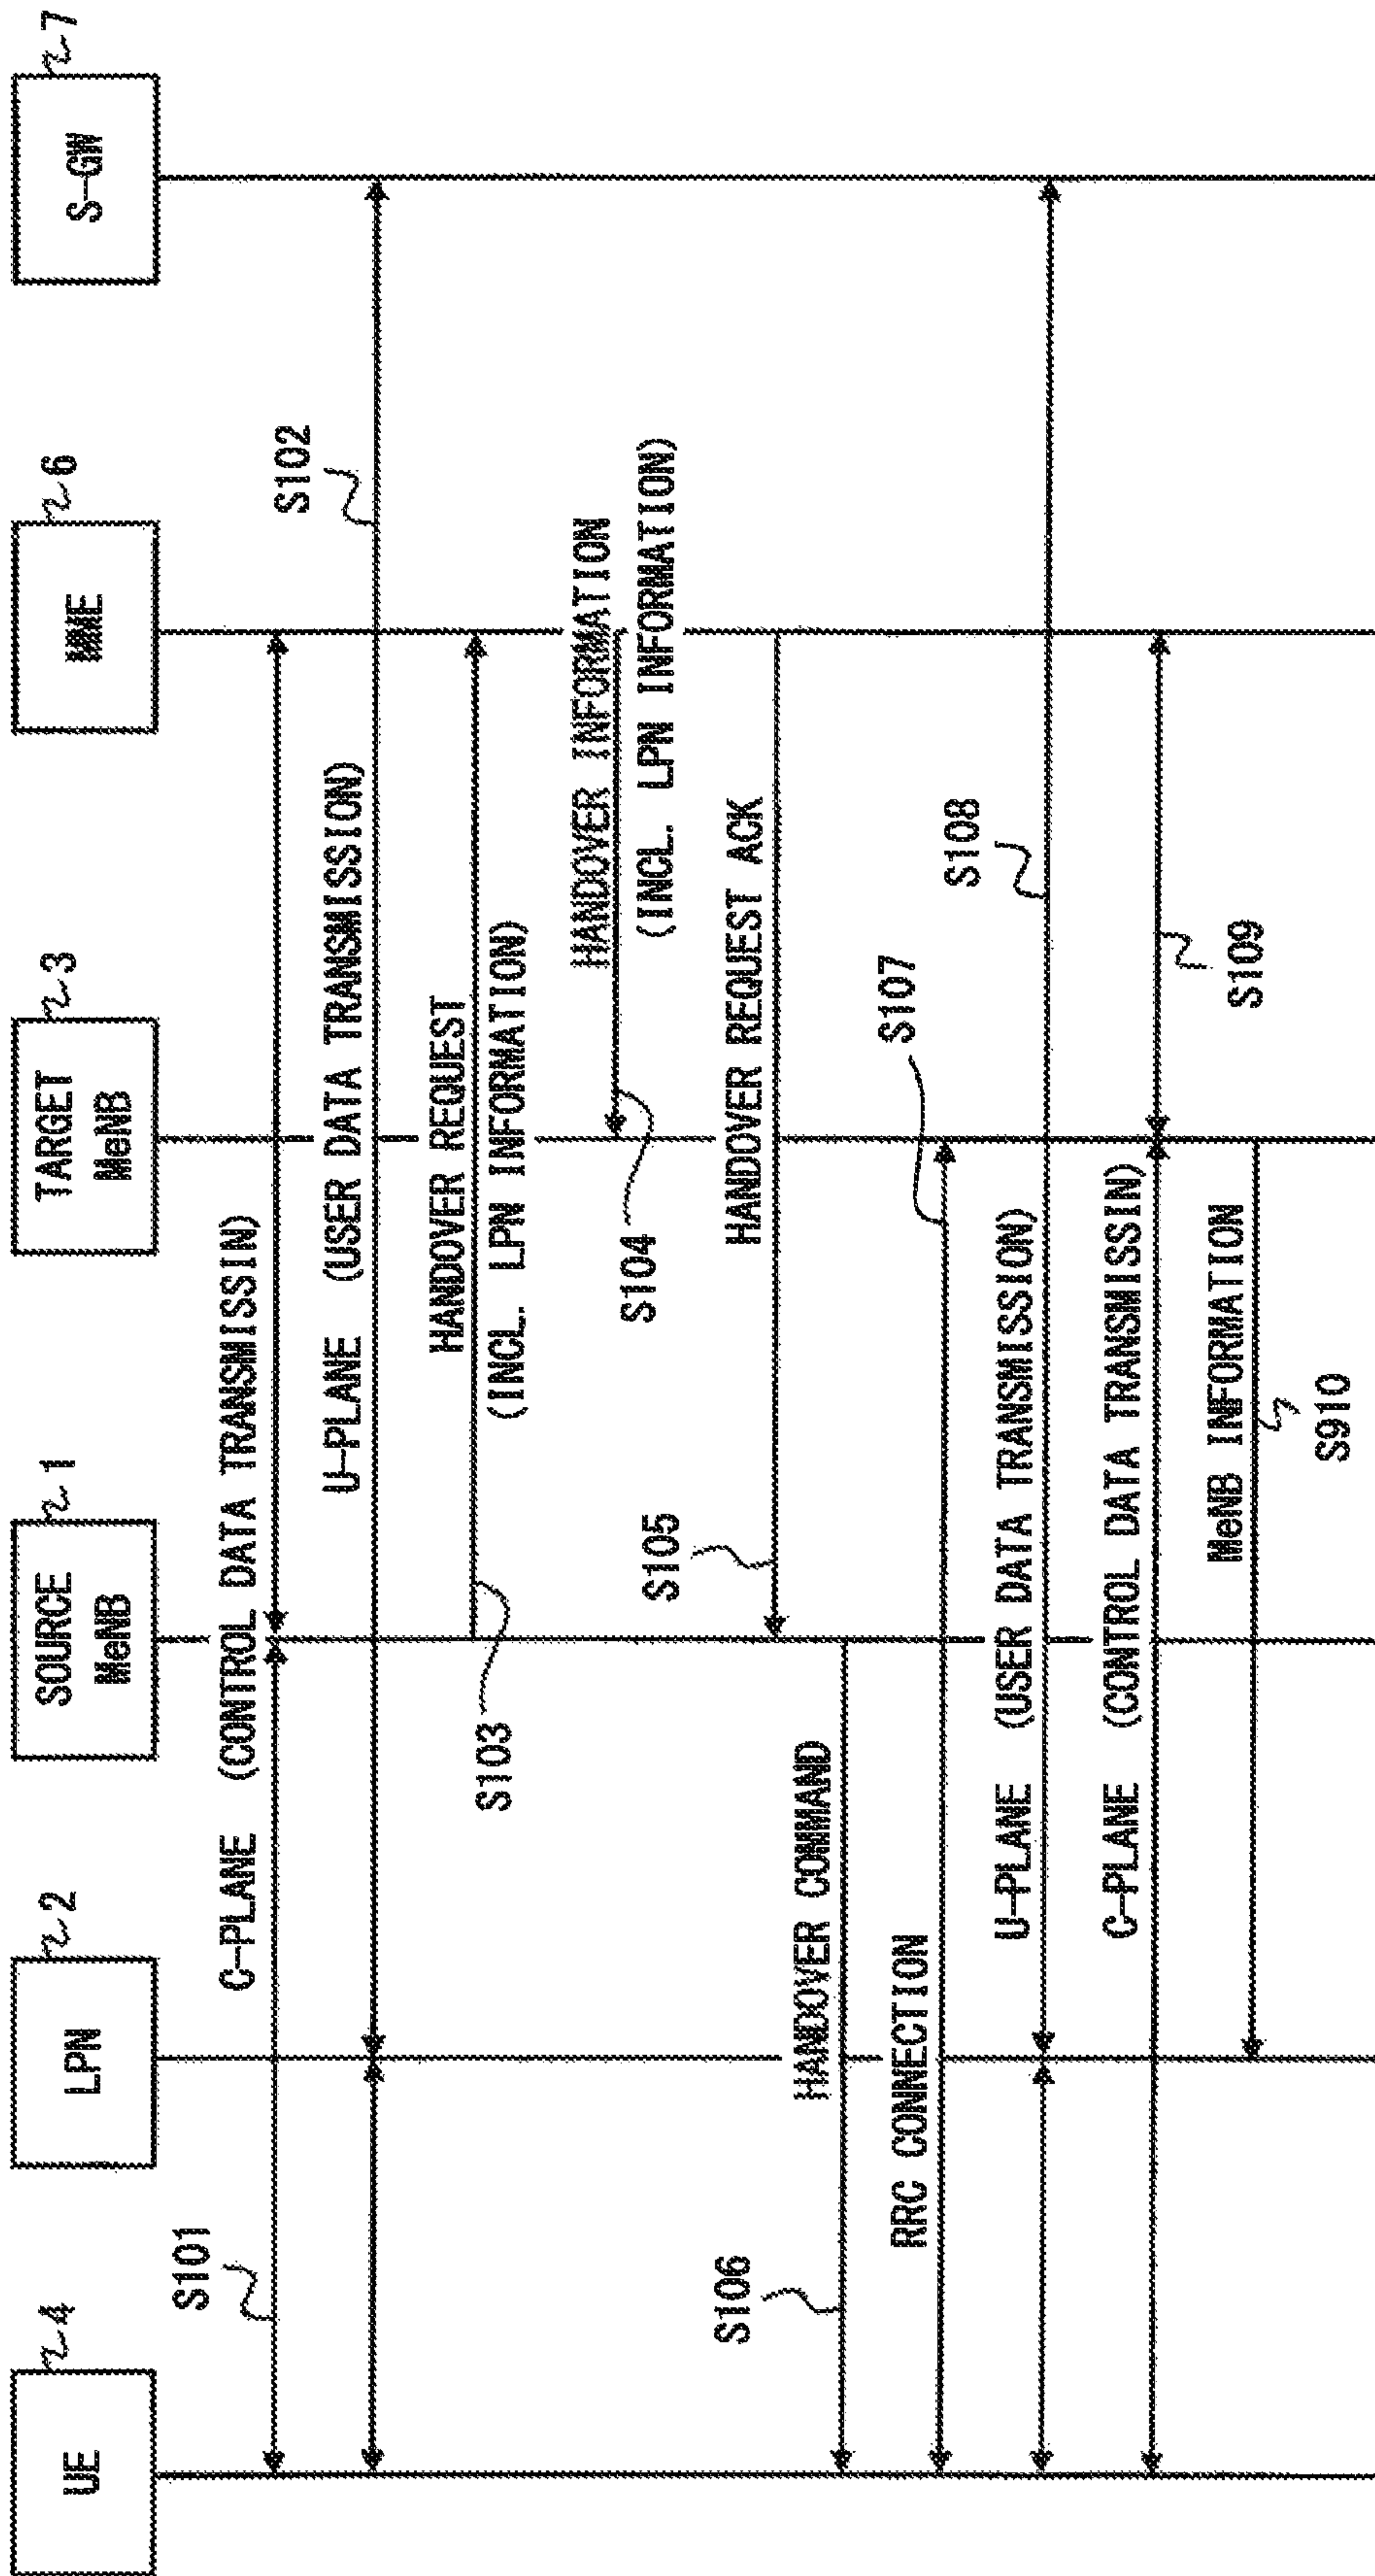 UE
4
LPN
2
SOURCE
MeNB
1
TARGET
MeNB
3
MME
6
S-GW
7
S101
C-PLANE (CONTROL DATA TRANSMISSIN)
U-PLANE (USER DATA TRANSMISSION)
S102
HANDOVER REQUEST
(INCL. LPN INFORMATION)
S103
HANDOVER INFORMATION
(INCL. LPN INFORMATION)
S104
HANDOVER REQUEST ACK
S105
HANDOVER COMMAND
S106
RRC CONNECTION
S107
U-PLANE (USER DATA TRANSMISSION)
S108
C-PLANE (CONTROL DATA TRANSMISSIN)
S109
MeNB INFORMATION
S910